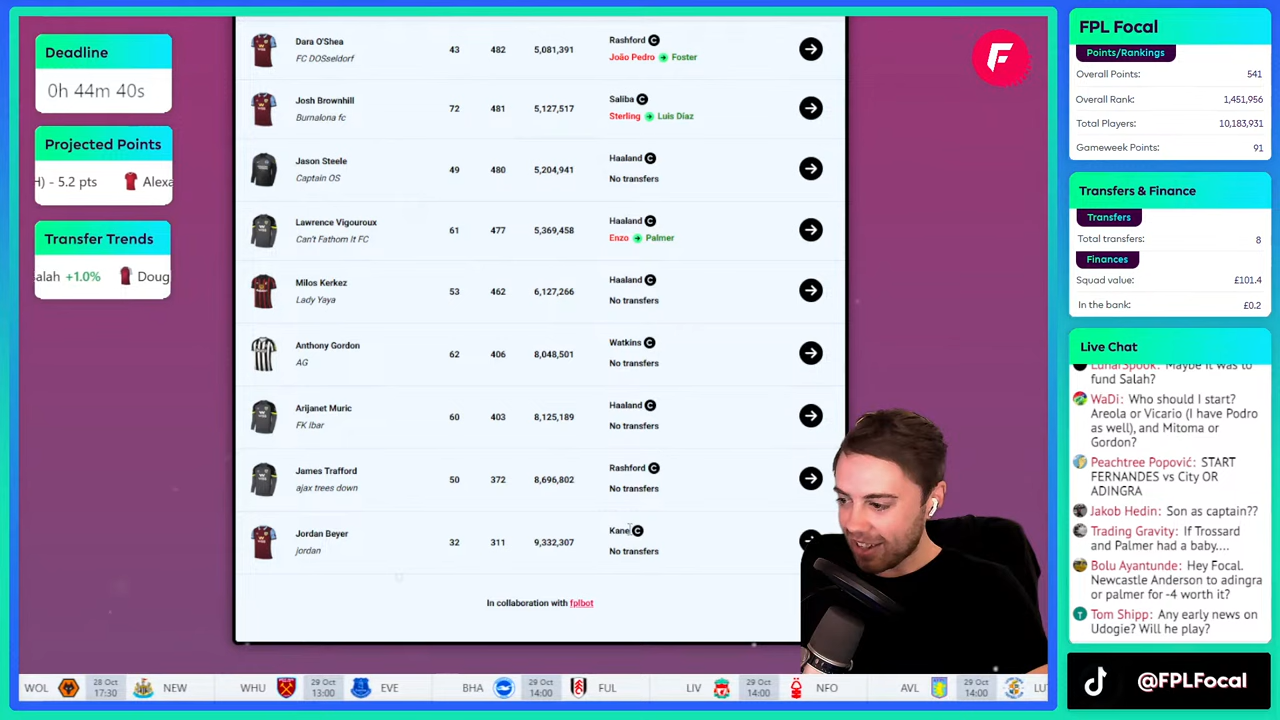 Deadline
0h 44m 40s
Projected Points
H) - 5.2 pts Alexa
Transfer Trends
alah +1.0% Doug
Dara O'Shea
FC DOSseldorf
43 482 5,081,391
Rashford C
João Pedro Foster
Josh Brownhill
Burnalona fc
72 481 5,127,517
Saliba C
Sterling Luis Díaz
Jason Steele
Captain OS
49 480 5,204,941
Haaland C
No transfers
Lawrence Vigouroux
Can't Fathom It FC
61 477 5,369,458
Haaland C
Enzo Palmer
Milos Kerkez
Lady Yaya
53 462 6,127,266
Haaland C
No transfers
Anthony Gordon
AG
62 406 8,048,501
Watkins C
No transfers
Arijanet Muric
FK Ibar
60 403 8,125,189
Haaland C
No transfers
James Trafford
ajax trees down
50 372 8,696,802
Rashford C
No transfers
Jordan Beyer
jordan
32 311 9,332,307
Kane C
No transfers
In collaboration with fplbot
F
FPL Focal
Points/Rankings
Overall Points: 541
Overall Rank: 1,451,956
Total Players: 10,183,931
Gameweek Points: 91
Transfers & Finance
Transfers
Total transfers: 8
Finances
Squad value: £101.4
In the bank: £0.2
Live Chat
LunarSpook: Maybe it was to
fund Salah?
WaDi: Who should I start?
Areola or Vicario (I have Podro
as well), and Mitoma or
Gordon?
Peachtree Popović: START
FERNANDES vs City OR
ADINGRA
Jakob Hedin: Son as captain??
Trading Gravity: If Trossard
and Palmer had a baby....
Bolu Ayantunde: Hey Focal.
Newcastle Anderson to adingra
or palmer for -4 worth it?
T Tom Shipp: Any early news on
Udogie? Will he play?
@FPLFocal
WOL 28 Oct 17:30 NEW WHU 29 Oct 13:00 EVE BHA 29 Oct 14:00 FUL LIV 29 Oct 14:00 NFO AVL 29 Oct 14:00 LUT